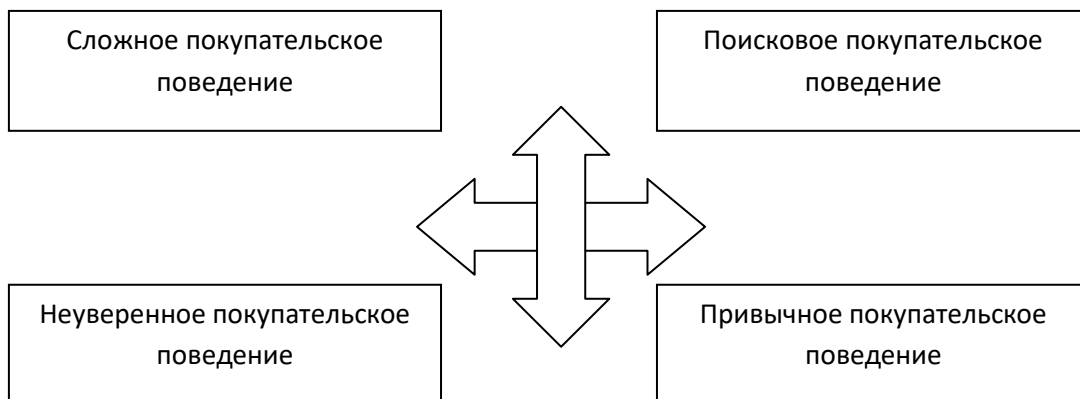 Сложное покупательское
поведение
Поисковое покупательское
поведение
Неуверенное покупательское
поведение
Привычное покупательское
поведение